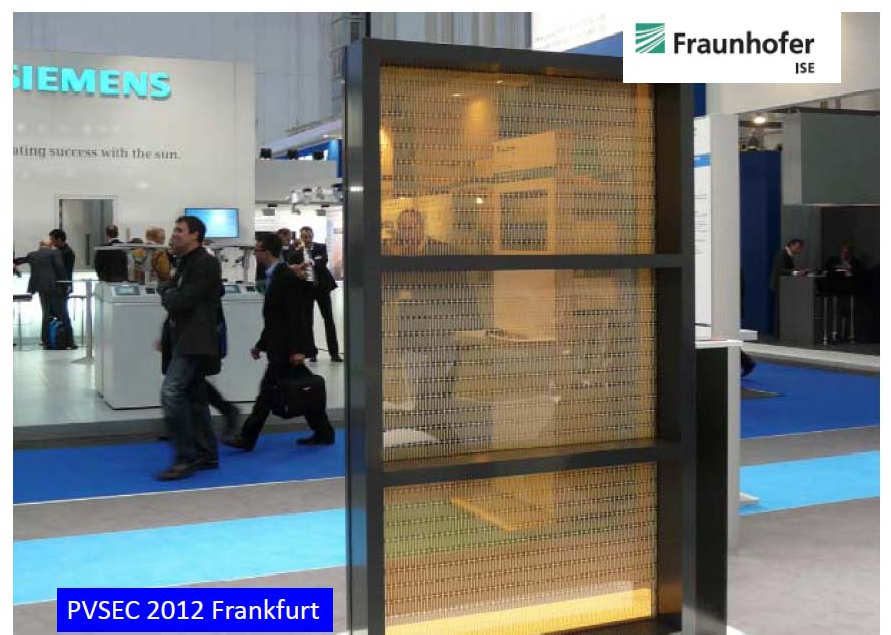 Fraunhofer
ISE
SIEMENS
ating success with the sun.
PVSEC 2012 Frankfurt